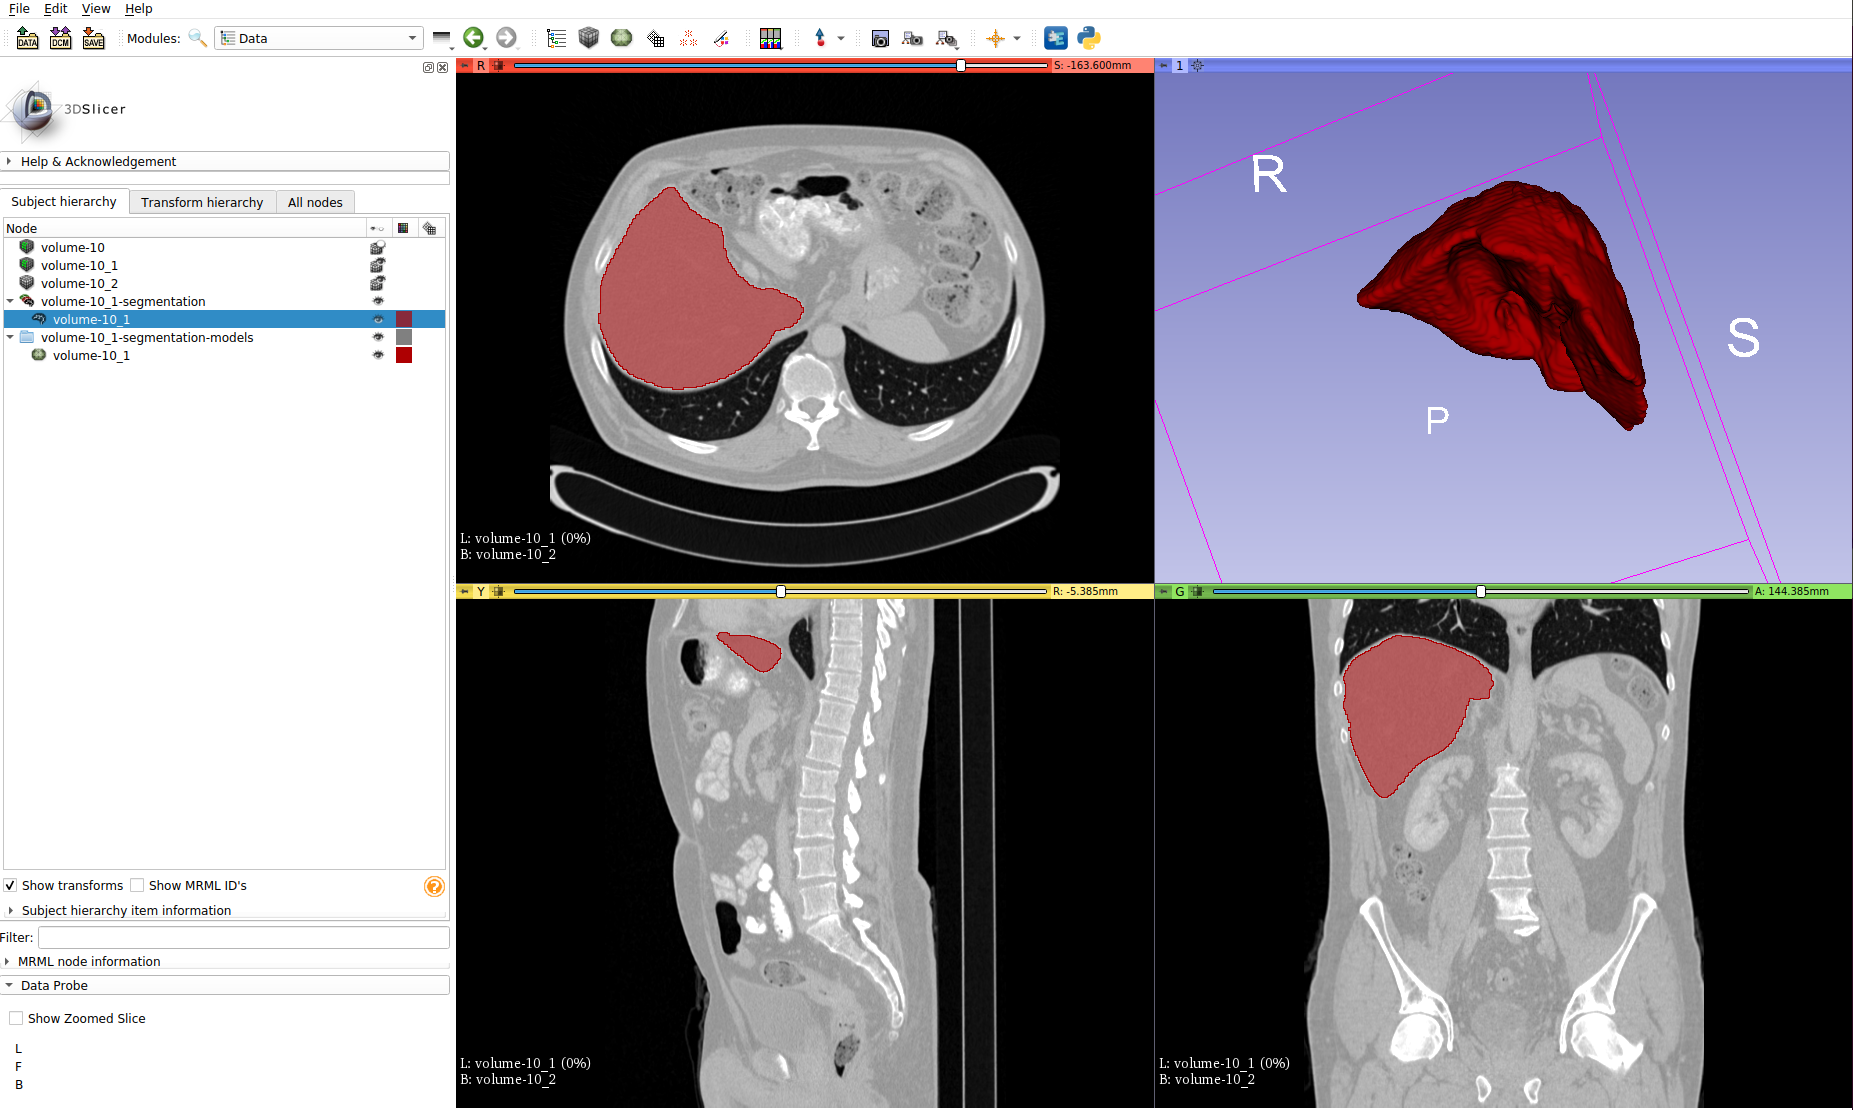 File Edit View Help
DATA DCM SAVE Modules: Data
3DSlicer
Help & Acknowledgement
Subject hierarchy Transform hierarchy All nodes
Node
volume-10
volume-10_1
volume-10_2
volume-10_1-segmentation
volume-10_1
volume-10_1-segmentation-models
volume-10_1
Show transforms Show MRML ID's
Subject hierarchy item information
Filter:
MRML node information
Data Probe
Show Zoomed Slice
L
F
B
R S: -163.600mm
L: volume-10_1 (0%)
B: volume-10_2
1
R
S
P
Y R: -5.385mm
L: volume-10_1 (0%)
B: volume-10_2
G A: 144.385mm
L: volume-10_1 (0%)
B: volume-10_2